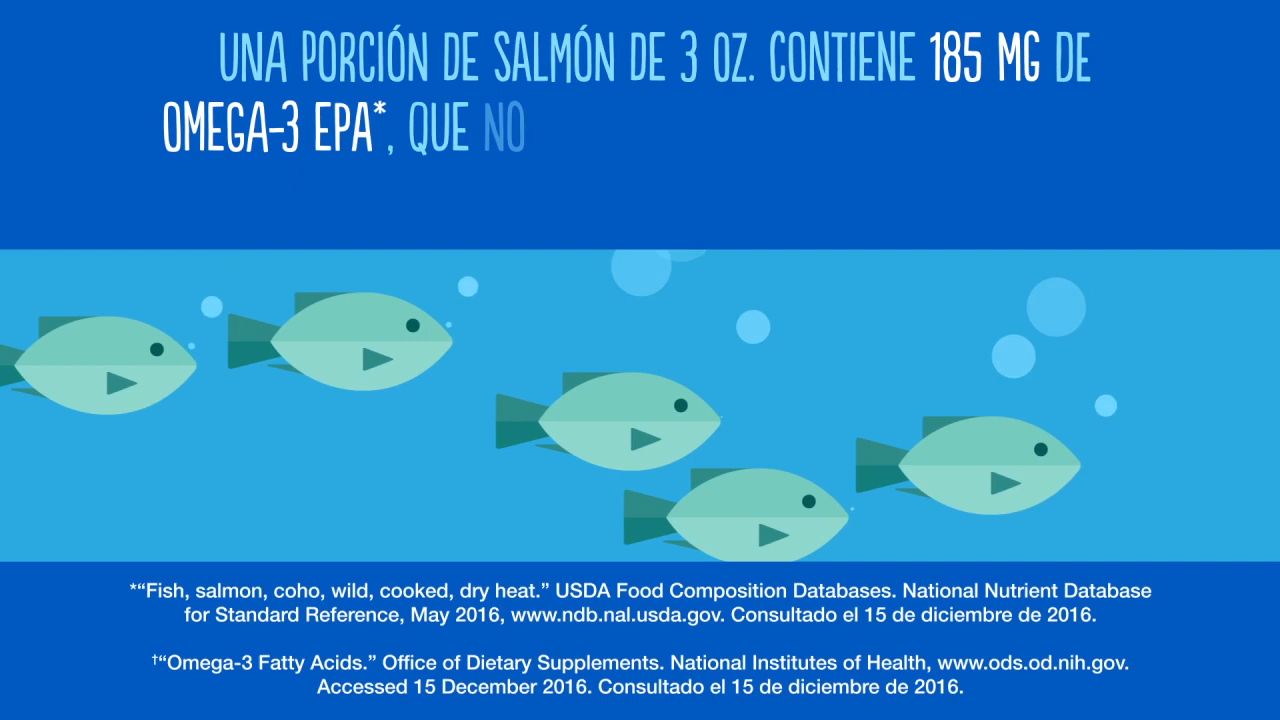 UNA PORCIÓN DE SALMÓN DE 3 OZ. CONTIENE 185 MG DE
OMEGA-3 EPA*, QUE NO
*“Fish, salmon, coho, wild, cooked, dry heat.” USDA Food Composition Databases. National Nutrient Database
for Standard Reference, May 2016, www.ndb.nal.usda.gov. Consultado el 15 de diciembre de 2016.
†“Omega-3 Fatty Acids.” Office of Dietary Supplements. National Institutes of Health, www.ods.od.nih.gov.
Accessed 15 December 2016. Consultado el 15 de diciembre de 2016.